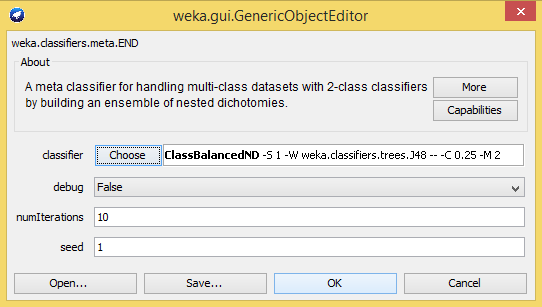 weka.gui.GenericObjectEditor
weka.classifiers.meta.END
About
A meta classifier for handling multi-class datasets with 2-class classifiers
by building an ensemble of nested dichotomies.
More
Capabilities
classifier Choose ClassBalancedND -S 1 -W weka.classifiers.trees.J48 -- -C 0.25 -M 2
debug False
numIterations 10
seed 1
Open... Save... OK Cancel